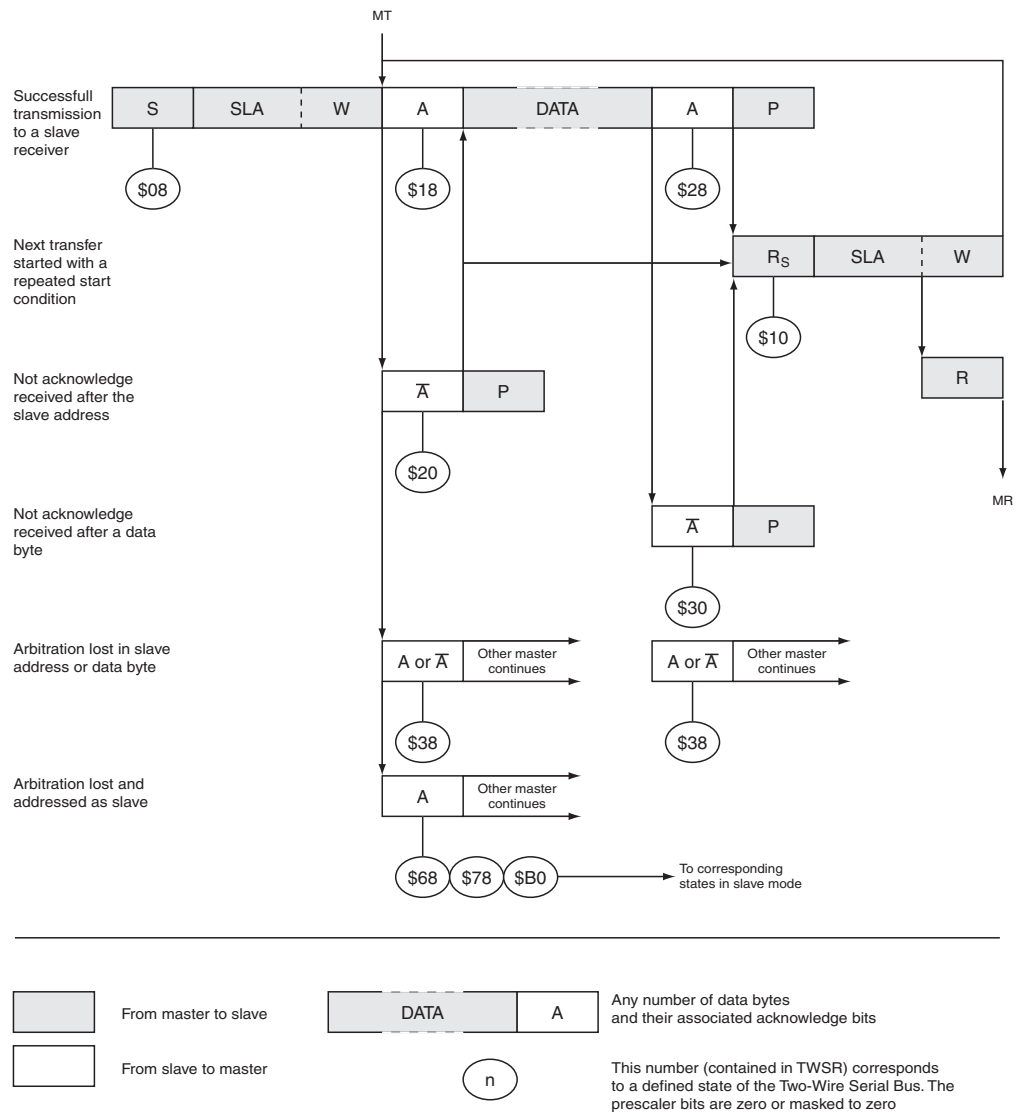 MT
Successfull
transmission
to a slave
receiver
S SLA W A DATA A P
$08 $18 $28
Next transfer
started with a
repeated start
condition
RS SLA W
$10
Not acknowledge
received after the
slave address
A̅ P
R
$20
MR
Not acknowledge
received after a data
byte
A̅ P
$30
Arbitration lost in slave
address or data byte
A or A̅ Other master
continues
A or A̅ Other master
continues
$38 $38
Arbitration lost and
addressed as slave
A Other master
continues
$68 $78 $B0
To corresponding
states in slave mode
From master to slave
DATA A
Any number of data bytes
and their associated acknowledge bits
From slave to master
n
This number (contained in TWSR) corresponds
to a defined state of the Two-Wire Serial Bus. The
prescaler bits are zero or masked to zero